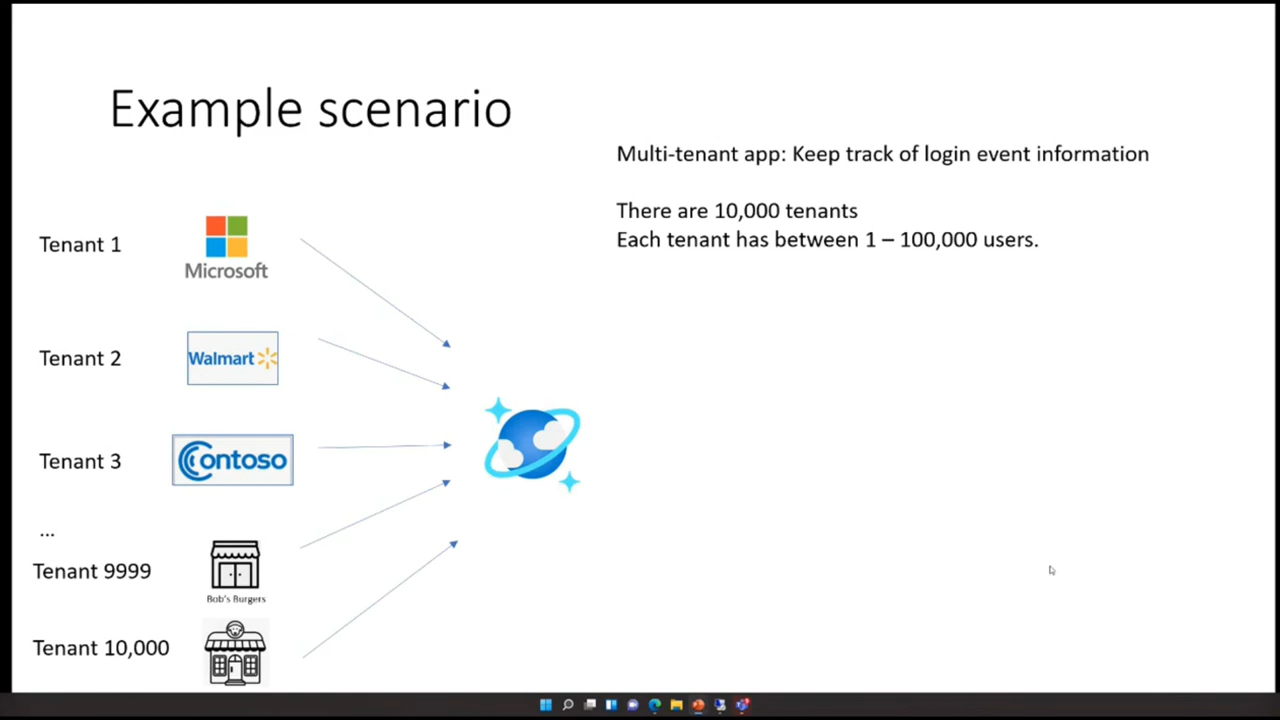 Example scenario
Multi-tenant app: Keep track of login event information
There are 10,000 tenants
Each tenant has between 1 – 100,000 users.
Tenant 1
Microsoft
Tenant 2
Walmart
Tenant 3
Contoso
...
Tenant 9999
Bob's Burgers
Tenant 10,000